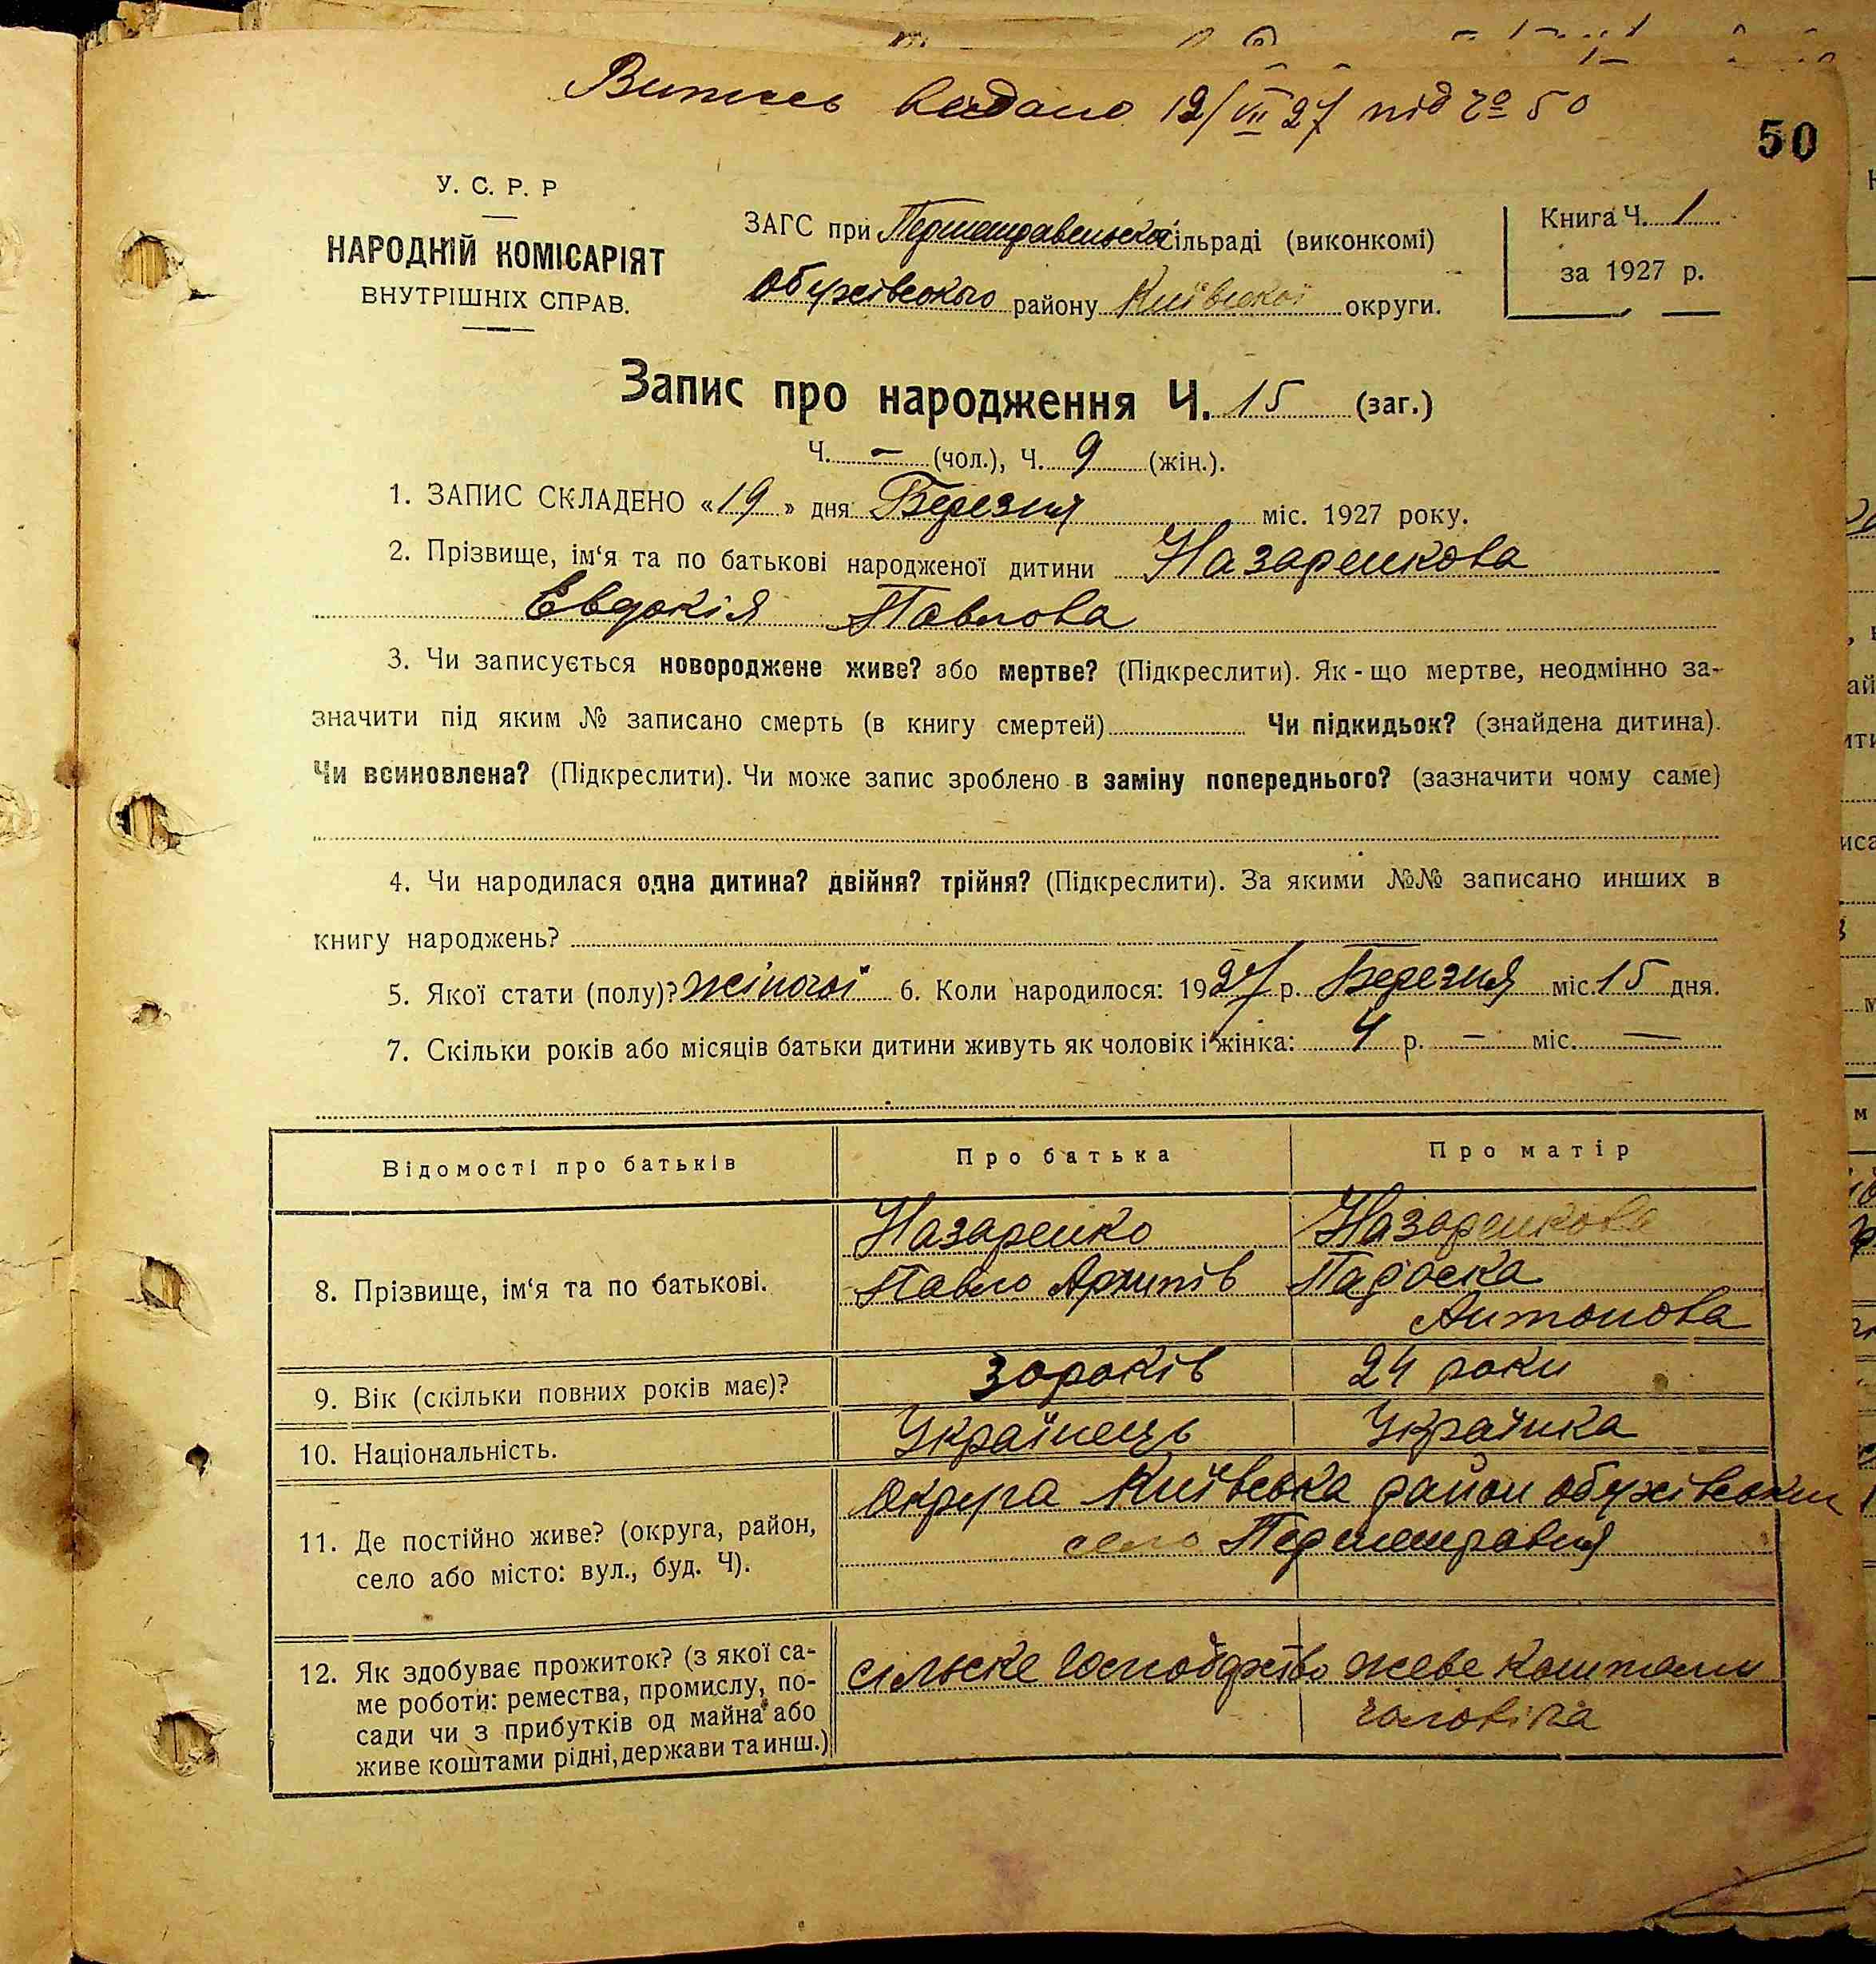 Витись видано 19/VII 27 під № 50
50
У. С. Р. Р
НАРОДНІЙ КОМІСАРІЯТ
ВНУТРІШНІХ СПРАВ.
ЗАГС при сільраді (виконкомі)
Обухівського району Київської округи.
Книга Ч. 1
за 1927 р.
Запис про народження Ч. 15 (заг.)
Ч. – (чол.), Ч. 9 (жін.).
1. ЗАПИС СКЛАДЕНО «19» дня Березня міс. 1927 року.
2. Прізвище, ім‘я та по батькові народженої дитини Назаренкова
Євдокія Павлова
3. Чи записується новороджене живе? або мертве? (Підкреслити). Як-що мертве, неодмінно за-
значити під яким № записано смерть (в книгу смертей) Чи підкидьок? (знайдена дитина).
Чи всиновлена? (Підкреслити). Чи може запис зроблено в заміну попереднього? (зазначити чому саме)
4. Чи народилася одна дитина? двійня? трійня? (Підкреслити). За якими №№ записано инших в
книгу народжень?
5. Якої стати (полу)? жіночої 6. Коли народилося: 1927 р. Березня міс. 15 дня.
7. Скільки років або місяців батьки дитини живуть як чоловік і жінка: 4 р. – міс. —
Відомості про батьків
Про батька
Про матір
8. Прізвище, ім‘я та по батькові.
Назаренко
Павло Архипів
Назаренкова
Антонова
9. Вік (скільки повних років має)?
30 років
24 роки
10. Національність.
Українець
Українка
11. Де постійно живе? (округа, район,
село або місто: вул., буд. Ч).
Округа Київська район обухівський
село
12. Як здобуває прожиток? (з якої са-
ме роботи: ремества, промислу, по-
сади чи з прибутків од майна або
живе коштами рідні, держави та инш.)
сільске господарство
живе коштами
чоловіка